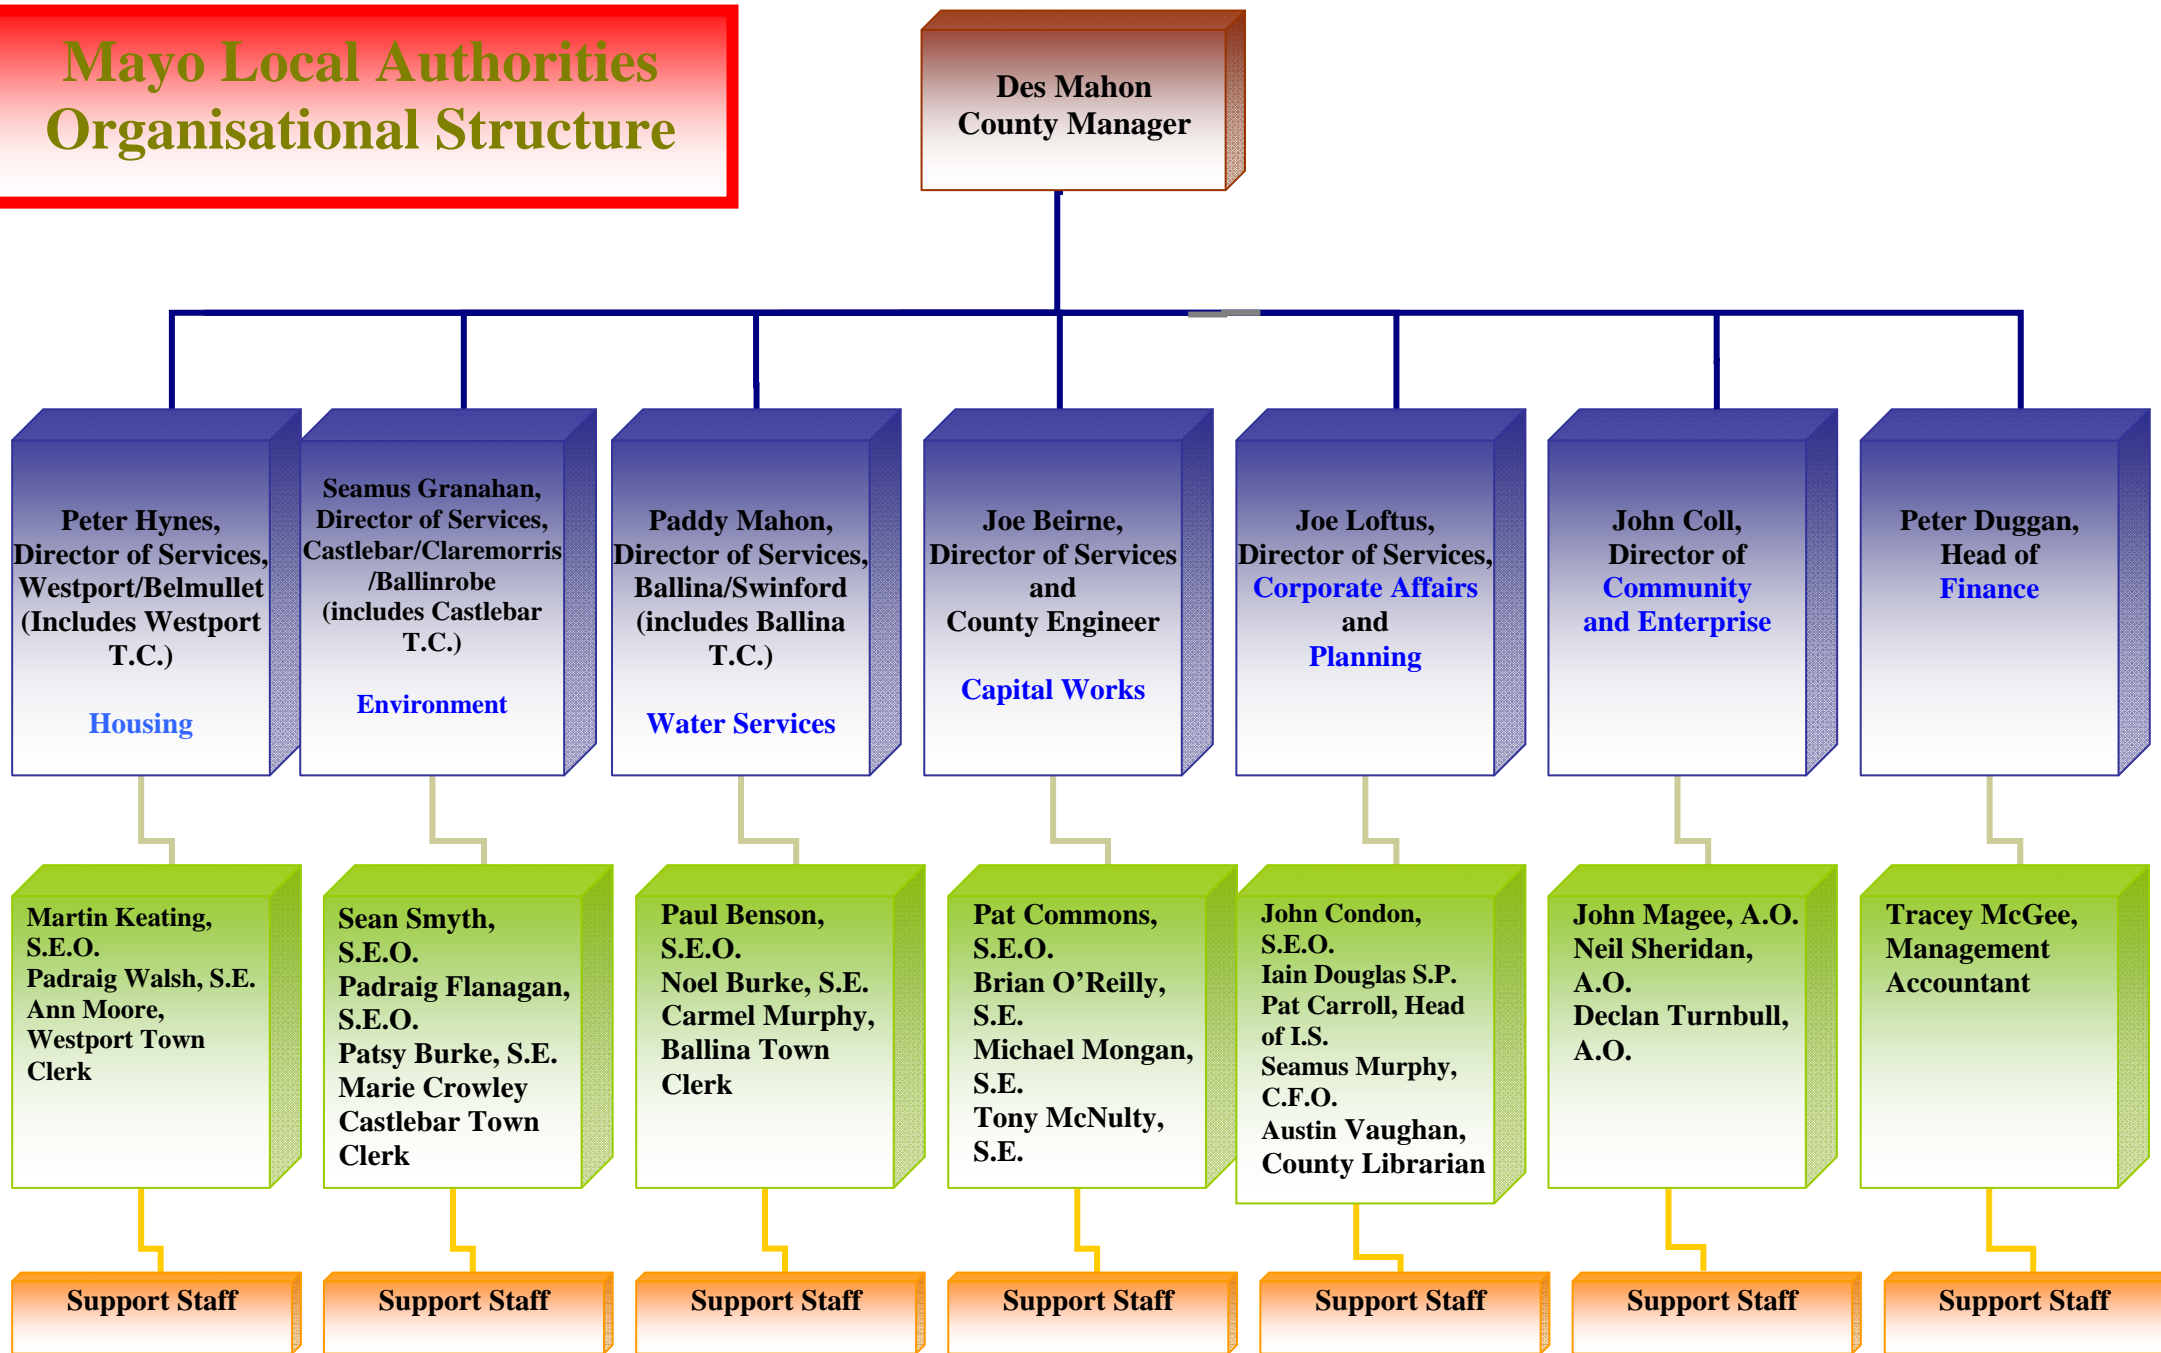 Mayo Local Authorities
Organisational Structure
Des Mahon
County Manager
Peter Hynes,
Director of Services,
Westport/Belmullet
(Includes Westport
T.C.)
Housing
Seamus Granahan,
Director of Services,
Castlebar/Claremorris
/Ballinrobe
(includes Castlebar
T.C.)
Environment
Paddy Mahon,
Director of Services,
Ballina/Swinford
(includes Ballina
T.C.)
Water Services
Joe Beirne,
Director of Services
and
County Engineer
Capital Works
Joe Loftus,
Director of Services,
Corporate Affairs
and
Planning
John Coll,
Director of
Community
and Enterprise
Peter Duggan,
Head of
Finance
Martin Keating,
S.E.O.
Padraig Walsh, S.E.
Ann Moore,
Westport Town
Clerk
Sean Smyth,
S.E.O.
Padraig Flanagan,
S.E.O.
Patsy Burke, S.E.
Marie Crowley
Castlebar Town
Clerk
Paul Benson,
S.E.O.
Noel Burke, S.E.
Carmel Murphy,
Ballina Town
Clerk
Pat Commons,
S.E.O.
Brian O’Reilly,
S.E.
Michael Mongan,
S.E.
Tony McNulty,
S.E.
John Condon,
S.E.O.
Iain Douglas S.P.
Pat Carroll, Head
of I.S.
Seamus Murphy,
C.F.O.
Austin Vaughan,
County Librarian
John Magee, A.O.
Neil Sheridan,
A.O.
Declan Turnbull,
A.O.
Tracey McGee,
Management
Accountant
Support Staff
Support Staff
Support Staff
Support Staff
Support Staff
Support Staff
Support Staff